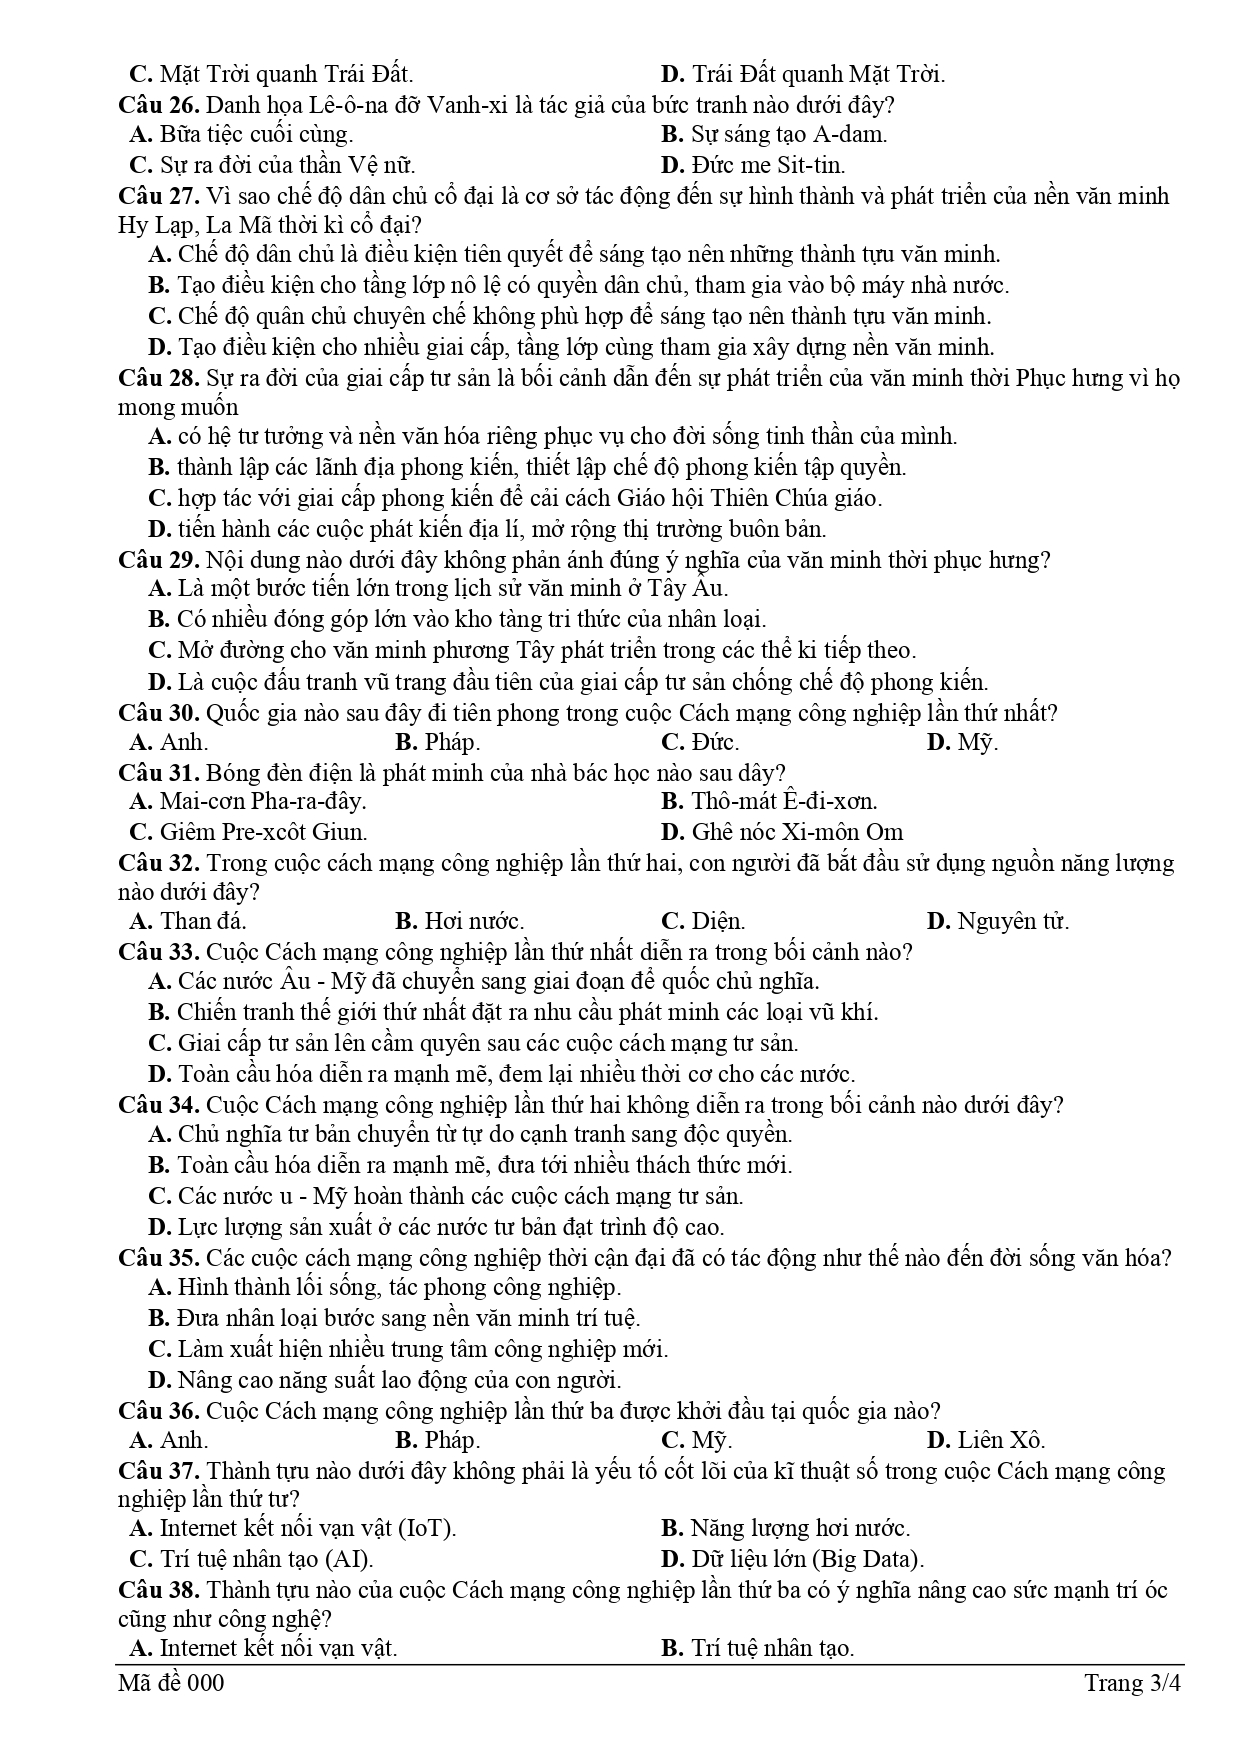 C. Mặt Trời quanh Trái Đất. D. Trái Đất quanh Mặt Trời.
Câu 26. Danh họa Lê-ô-na đỡ Vanh-xi là tác giả của bức tranh nào dưới đây?
A. Bữa tiệc cuối cùng. B. Sự sáng tạo A-dam.
C. Sự ra đời của thần Vệ nữ. D. Đức me Sit-tin.
Câu 27. Vì sao chế độ dân chủ cổ đại là cơ sở tác động đến sự hình thành và phát triển của nền văn minh
Hy Lạp, La Mã thời kì cổ đại?
A. Chế độ dân chủ là điều kiện tiên quyết để sáng tạo nên những thành tựu văn minh.
B. Tạo điều kiện cho tầng lớp nô lệ có quyền dân chủ, tham gia vào bộ máy nhà nước.
C. Chế độ quân chủ chuyên chế không phù hợp để sáng tạo nên thành tựu văn minh.
D. Tạo điều kiện cho nhiều giai cấp, tầng lớp cùng tham gia xây dựng nền văn minh.
Câu 28. Sự ra đời của giai cấp tư sản là bối cảnh dẫn đến sự phát triển của văn minh thời Phục hưng vì họ
mong muốn
A. có hệ tư tưởng và nền văn hóa riêng phục vụ cho đời sống tinh thần của mình.
B. thành lập các lãnh địa phong kiến, thiết lập chế độ phong kiến tập quyền.
C. hợp tác với giai cấp phong kiến để cải cách Giáo hội Thiên Chúa giáo.
D. tiến hành các cuộc phát kiến địa lí, mở rộng thị trường buôn bán.
Câu 29. Nội dung nào dưới đây không phản ánh đúng ý nghĩa của văn minh thời phục hưng?
A. Là một bước tiến lớn trong lịch sử văn minh ở Tây Âu.
B. Có nhiều đóng góp lớn vào kho tàng tri thức của nhân loại.
C. Mở đường cho văn minh phương Tây phát triển trong các thể ki tiếp theo.
D. Là cuộc đấu tranh vũ trang đầu tiên của giai cấp tư sản chống chế độ phong kiến.
Câu 30. Quốc gia nào sau đây đi tiên phong trong cuộc Cách mạng công nghiệp lần thứ nhất?
A. Anh. B. Pháp. C. Đức. D. Mỹ.
Câu 31. Bóng đèn điện là phát minh của nhà bác học nào sau dây?
A. Mai-cơn Pha-ra-đây. B. Thô-mát Ê-đi-xơn.
C. Giêm Pre-xcôt Giun. D. Ghê nóc Xi-môn Om
Câu 32. Trong cuộc cách mạng công nghiệp lần thứ hai, con người đã bắt đầu sử dụng nguồn năng lượng
nào dưới đây?
A. Than đá. B. Hơi nước. C. Diện. D. Nguyên tử.
Câu 33. Cuộc Cách mạng công nghiệp lần thứ nhất diễn ra trong bối cảnh nào?
A. Các nước Âu - Mỹ đã chuyển sang giai đoạn để quốc chủ nghĩa.
B. Chiến tranh thế giới thứ nhất đặt ra nhu cầu phát minh các loại vũ khí.
C. Giai cấp tư sản lên cầm quyên sau các cuộc cách mạng tư sản.
D. Toàn cầu hóa diễn ra mạnh mẽ, đem lại nhiều thời cơ cho các nước.
Câu 34. Cuộc Cách mạng công nghiệp lần thứ hai không diễn ra trong bối cảnh nào dưới đây?
A. Chủ nghĩa tư bản chuyển từ tự do cạnh tranh sang độc quyền.
B. Toàn cầu hóa diễn ra mạnh mẽ, đưa tới nhiều thách thức mới.
C. Các nước u - Mỹ hoàn thành các cuộc cách mạng tư sản.
D. Lực lượng sản xuất ở các nước tư bản đạt trình độ cao.
Câu 35. Các cuộc cách mạng công nghiệp thời cận đại đã có tác động như thế nào đến đời sống văn hóa?
A. Hình thành lối sống, tác phong công nghiệp.
B. Đưa nhân loại bước sang nền văn minh trí tuệ.
C. Làm xuất hiện nhiều trung tâm công nghiệp mới.
D. Nâng cao năng suất lao động của con người.
Câu 36. Cuộc Cách mạng công nghiệp lần thứ ba được khởi đầu tại quốc gia nào?
A. Anh. B. Pháp. C. Mỹ. D. Liên Xô.
Câu 37. Thành tựu nào dưới đây không phải là yếu tố cốt lõi của kĩ thuật số trong cuộc Cách mạng công
nghiệp lần thứ tư?
A. Internet kết nối vạn vật (IoT). B. Năng lượng hơi nước.
C. Trí tuệ nhân tạo (AI). D. Dữ liệu lớn (Big Data).
Câu 38. Thành tựu nào của cuộc Cách mạng công nghiệp lần thứ ba có ý nghĩa nâng cao sức mạnh trí óc
cũng như công nghệ?
A. Internet kết nối vạn vật. B. Trí tuệ nhân tạo.
Mã đề 000 Trang 3/4